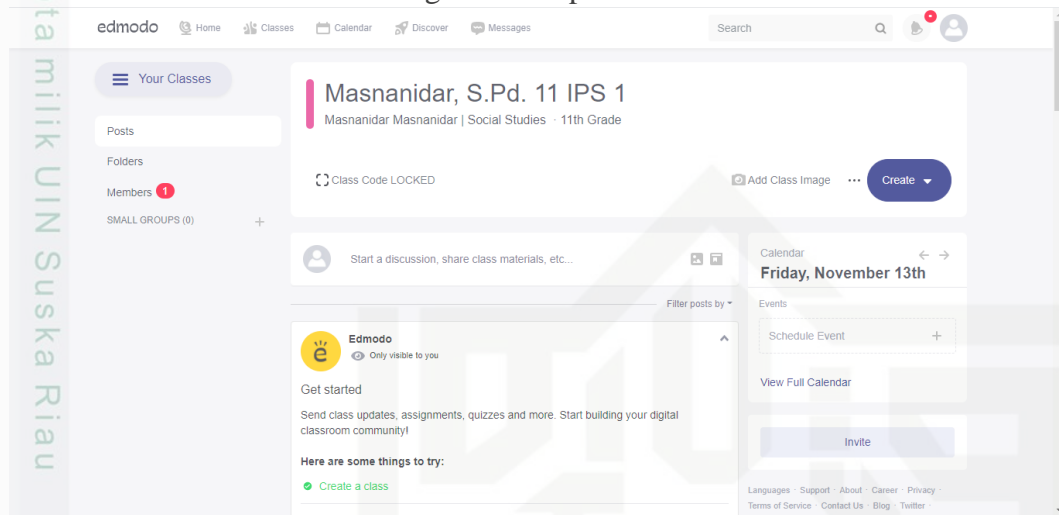 edmodo Home Classes Calendar Discover Messages Search
Your Classes
Posts
Folders
Members 1
SMALL GROUPS (0) +
Masnanidar, S.Pd. 11 IPS 1
Masnanidar Masnanidar | Social Studies · 11th Grade
Class Code LOCKED
Add Class Image ··· Create
Start a discussion, share class materials, etc...
Filter posts by
Edmodo
Only visible to you
Get started
Send class updates, assignments, quizzes and more. Start building your digital
classroom community!
Here are some things to try:
Create a class
Calendar
Friday, November 13th
Events
Schedule Event +
View Full Calendar
Invite
Languages · Support · About · Career · Privacy ·
Terms of Service · Contact Us · Blog · Twitter ·
ta milik UIN Suska Riau